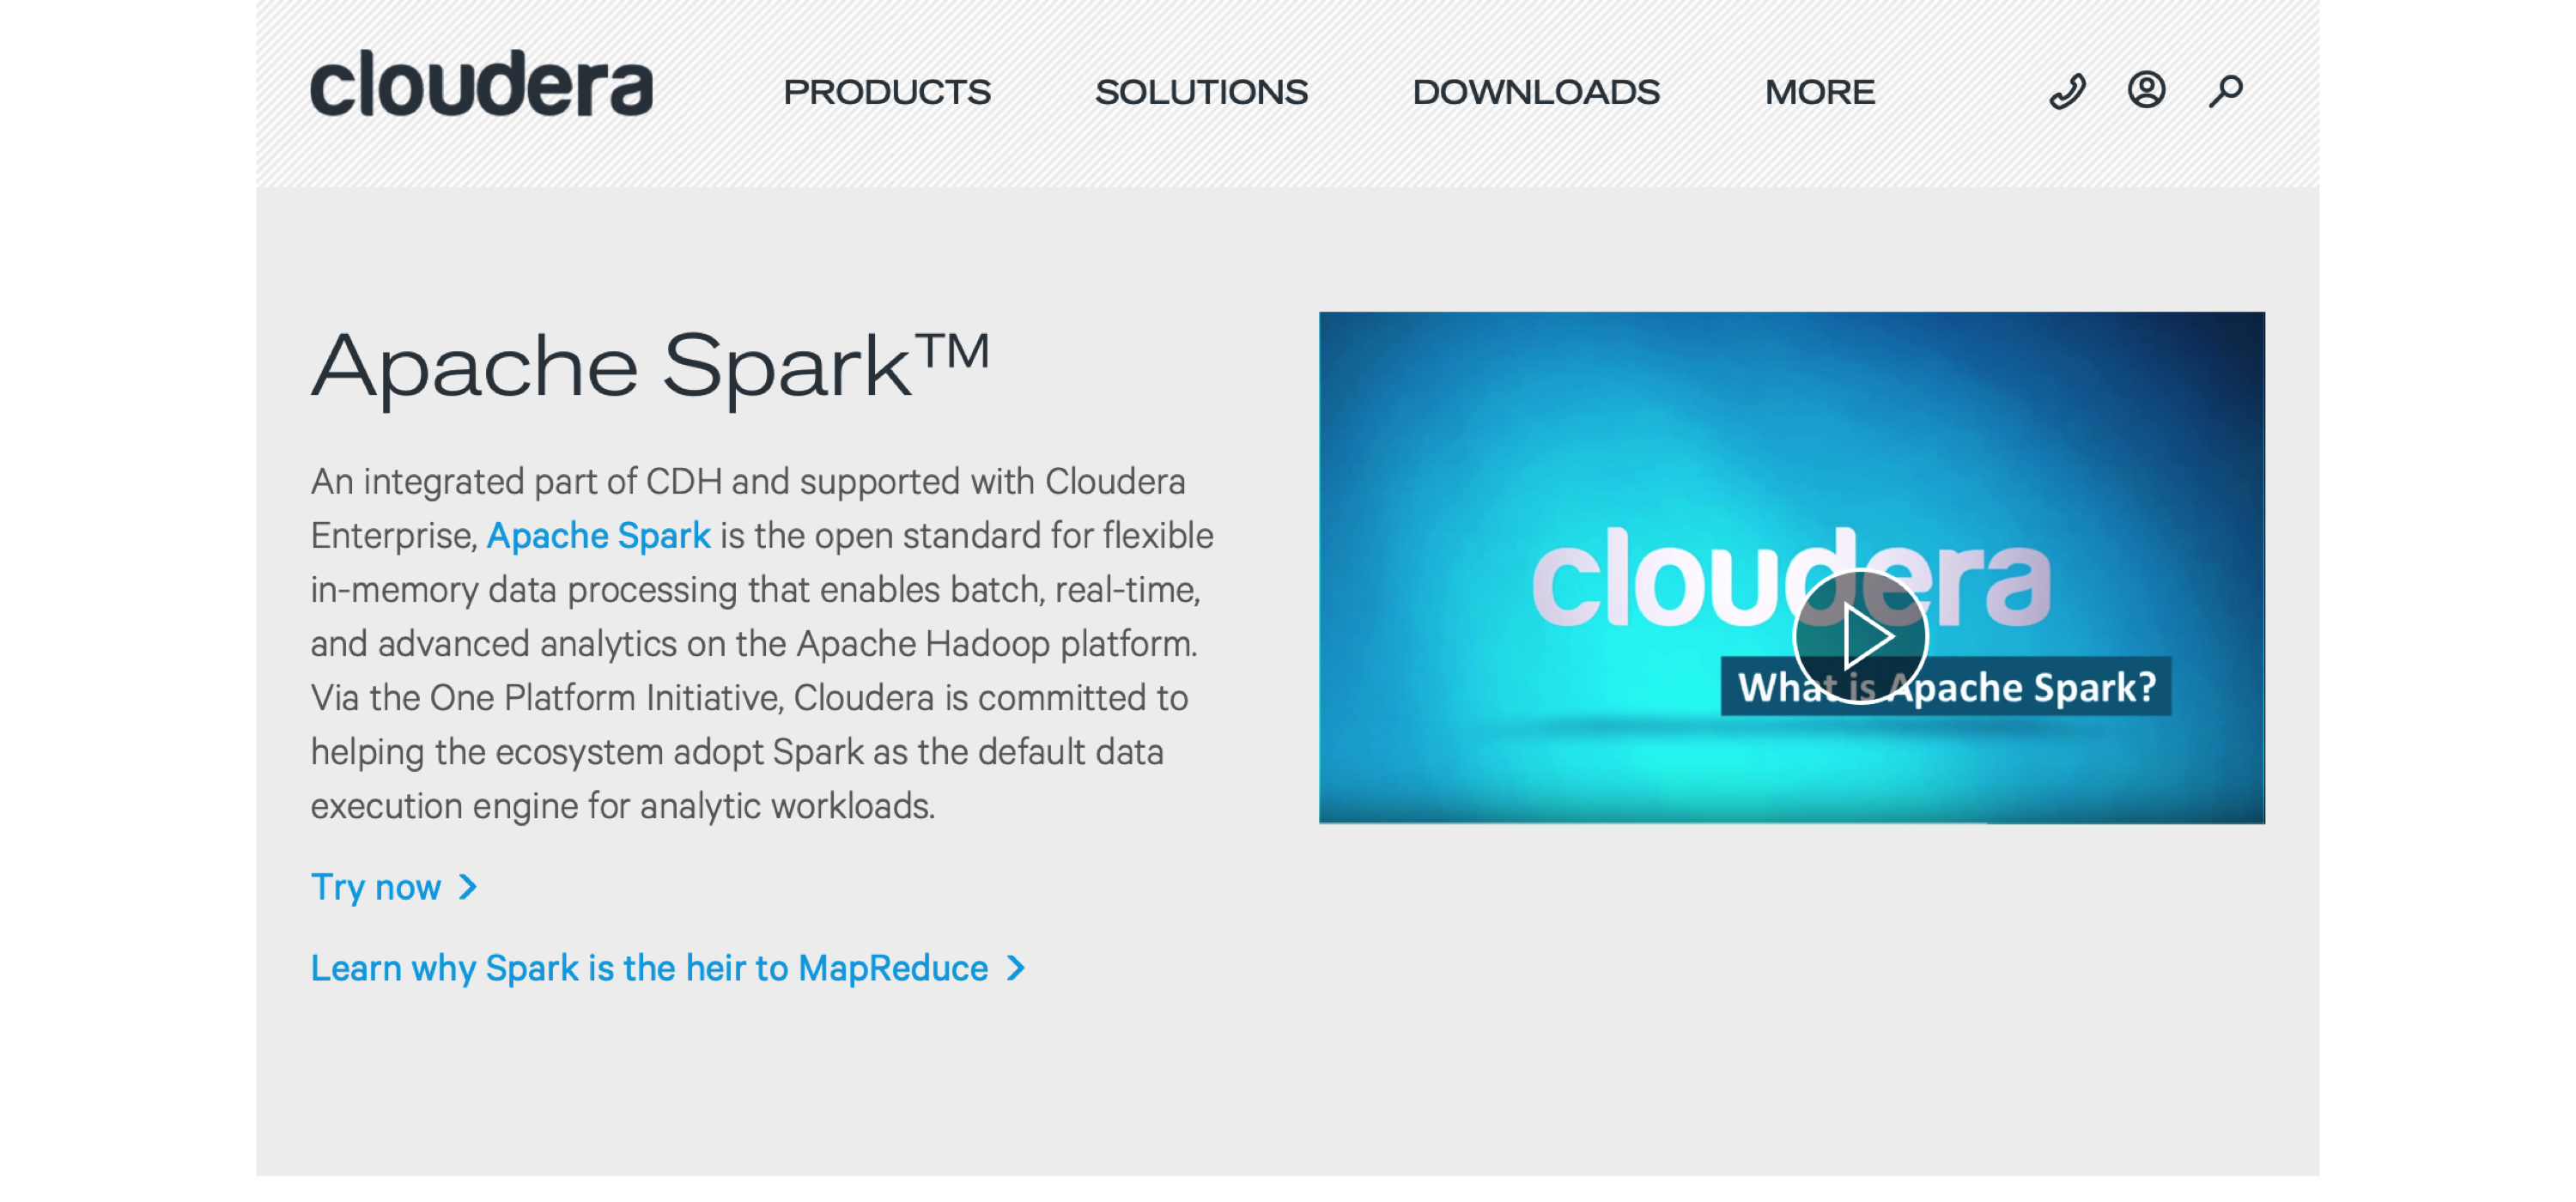 cloudera
PRODUCTS SOLUTIONS DOWNLOADS MORE
Apache Spark™
An integrated part of CDH and supported with Cloudera
Enterprise, Apache Spark is the open standard for flexible
in-memory data processing that enables batch, real-time,
and advanced analytics on the Apache Hadoop platform.
Via the One Platform Initiative, Cloudera is committed to
helping the ecosystem adopt Spark as the default data
execution engine for analytic workloads.
Try now
Learn why Spark is the heir to MapReduce
cloudera
What is Apache Spark?